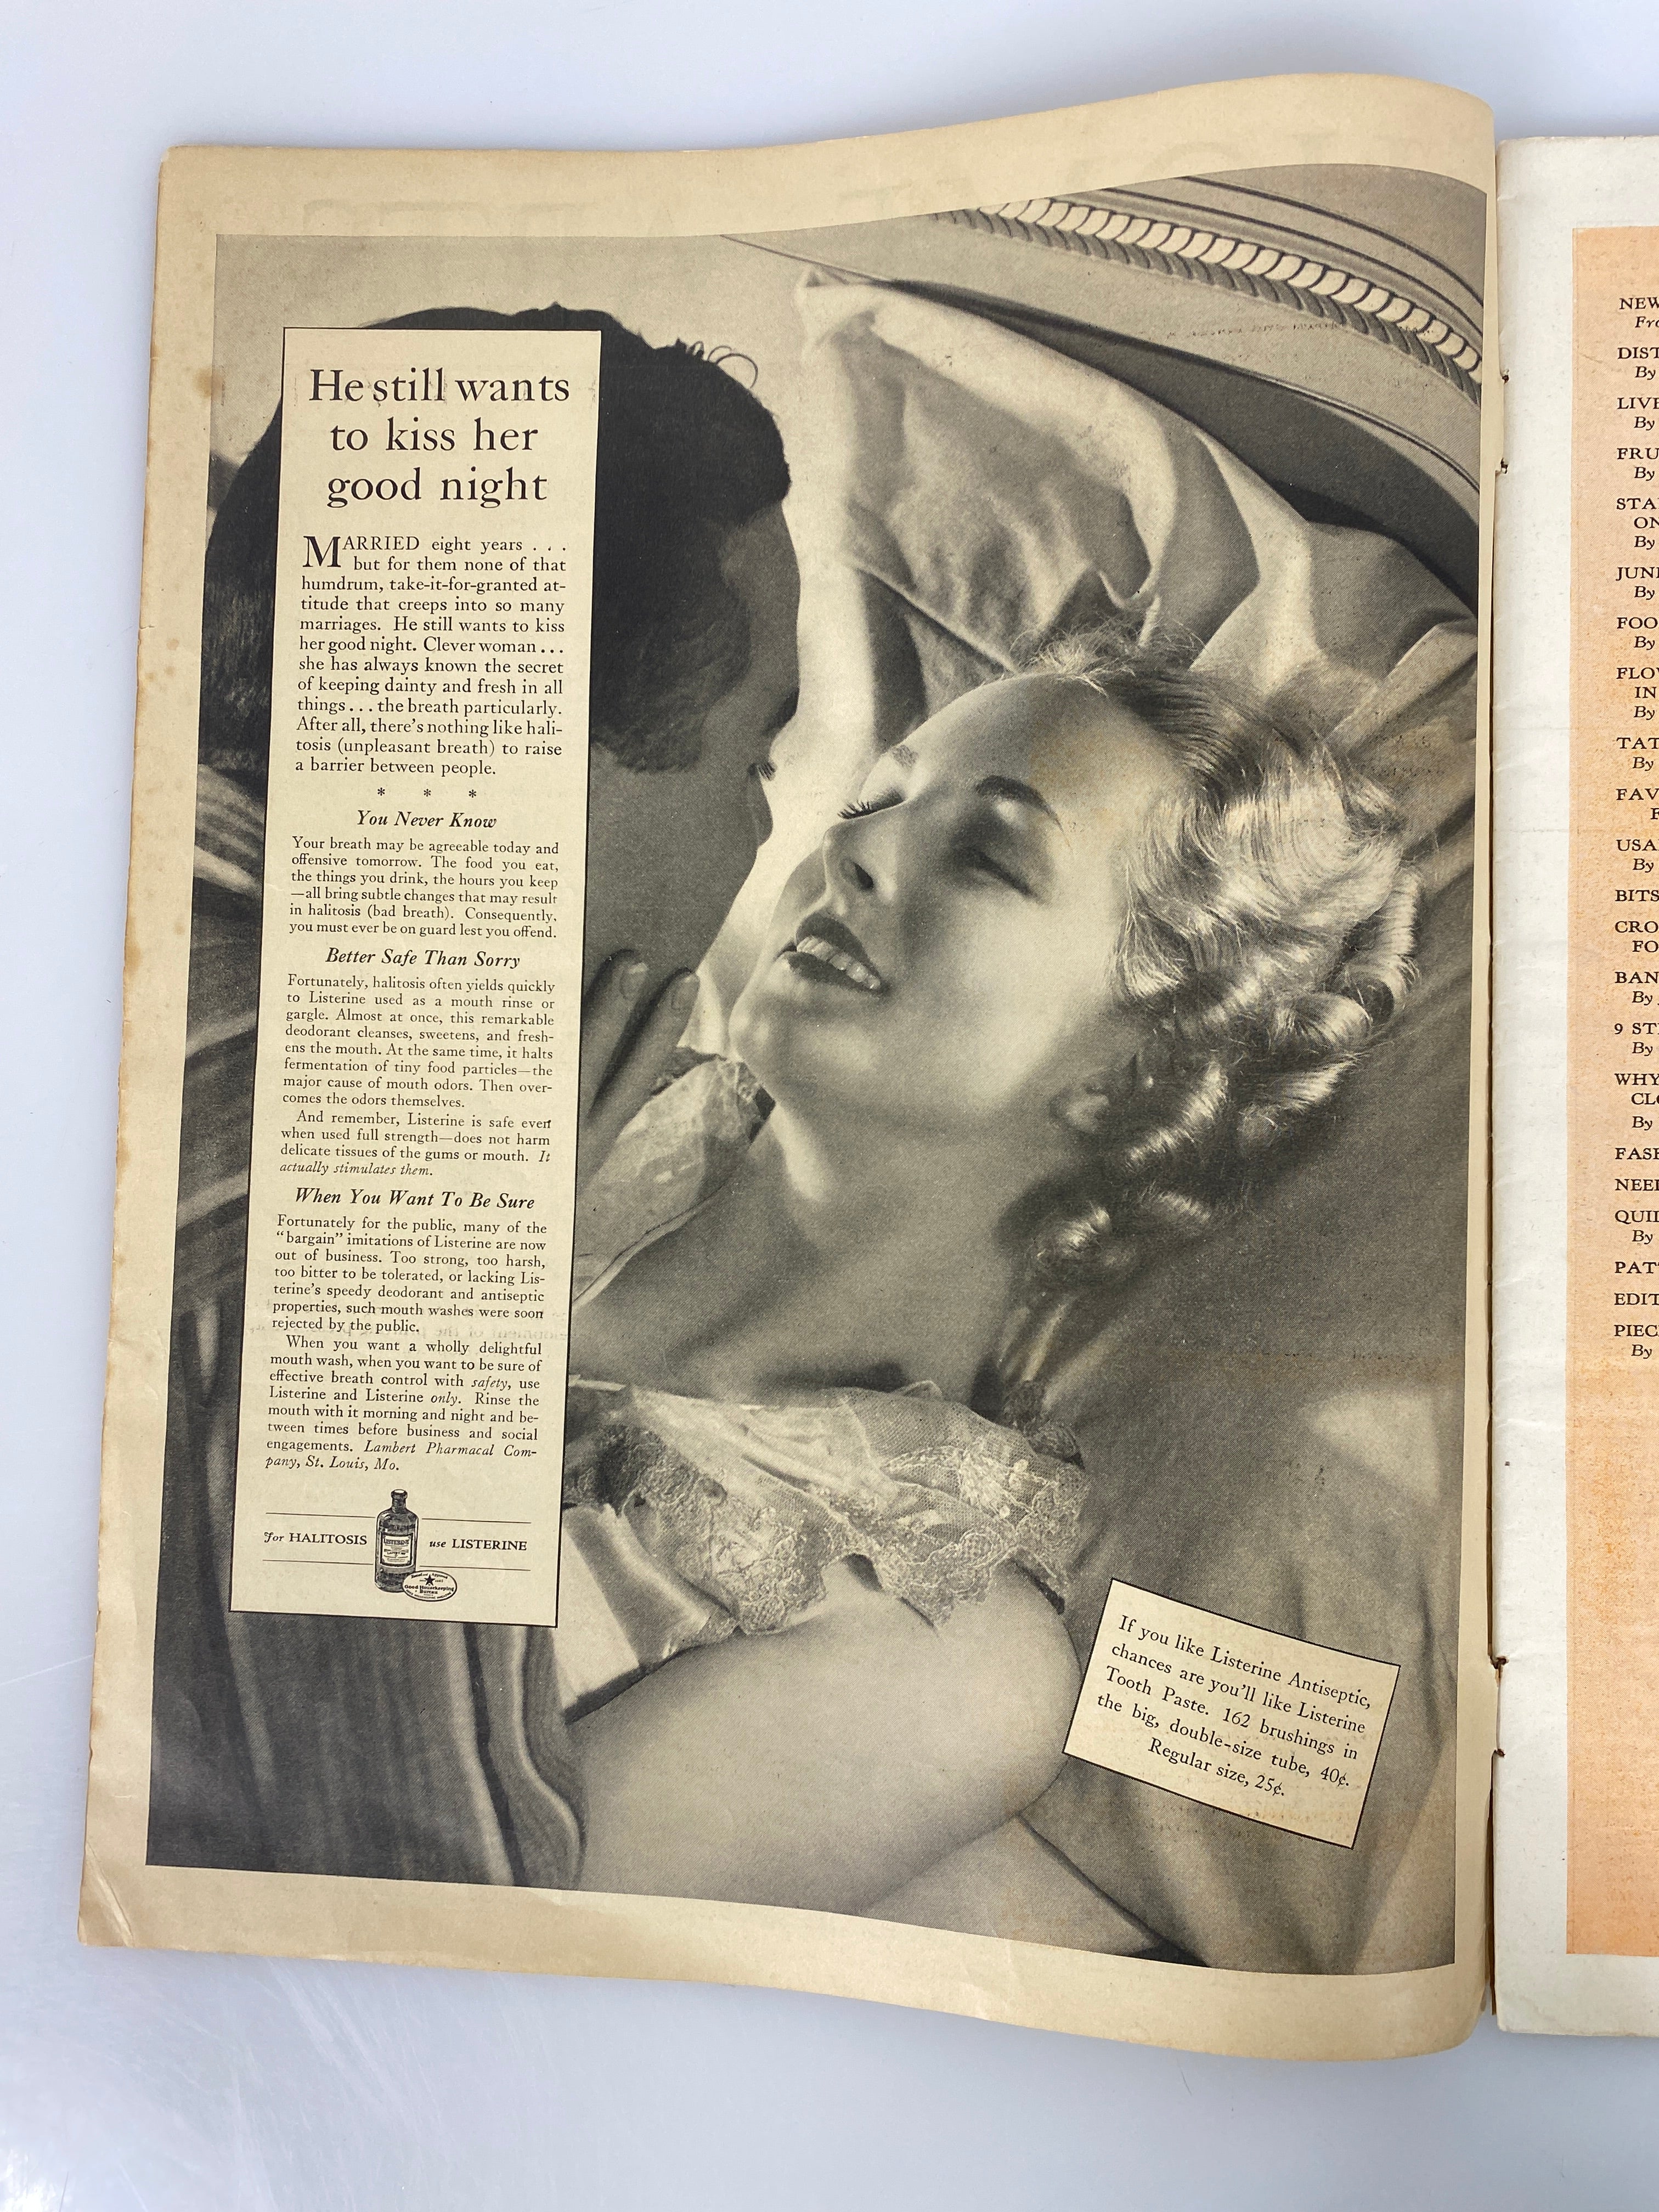 He still wants
to kiss her
good night
MARRIED eight years . . .
but for them none of that
humdrum, take-it-for-granted at-
titude that creeps into so many
marriages. He still wants to kiss
her good night. Clever woman . . .
she has always known the secret
of keeping dainty and fresh in all
things . . . the breath particularly.
After all, there's nothing like hali-
tosis (unpleasant breath) to raise
a barrier between people.
* * *
You Never Know
Your breath may be agreeable today and
offensive tomorrow. The food you eat,
the things you drink, the hours you keep
—all bring subtle changes that may result
in halitosis (bad breath). Consequently,
you must ever be on guard lest you offend.
Better Safe Than Sorry
Fortunately, halitosis often yields quickly
to Listerine used as a mouth rinse or
gargle. Almost at once, this remarkable
deodorant cleanses, sweetens, and fresh-
ens the mouth. At the same time, it halts
fermentation of tiny food particles—the
major cause of mouth odors. Then over-
comes the odors themselves.
And remember, Listerine is safe even
when used full strength—does not harm
delicate tissues of the gums or mouth. It
actually stimulates them.
When You Want To Be Sure
Fortunately for the public, many of the
"bargain" imitations of Listerine are now
out of business. Too strong, too harsh,
too bitter to be tolerated, or lacking Lis-
terine's speedy deodorant and antiseptic
properties, such mouth washes were soon
rejected by the public.
When you want a wholly delightful
mouth wash, when you want to be sure of
effective breath control with safety, use
Listerine and Listerine only. Rinse the
mouth with it morning and night and be-
tween times before business and social
engagements. Lambert Pharmacal Com-
pany, St. Louis, Mo.
For HALITOSIS use LISTERINE
LISTERINE
Good Housekeeping
Bureau
If you like Listerine Antiseptic,
chances are you'll like Listerine
Tooth Paste. 162 brushings in
the big, double-size tube, 40¢.
Regular size, 25¢.
NEW
Fro
DIST
By
LIVE
By
FRU
By
STA
ON
By
JUNE
By
FOO
By
FLO
IN
By
TAT
By
FAV
F
USA
By
BITS
CRO
FO
BAN
By
9 ST
By
WHY
CLO
By
FASH
NEE
QUIL
By
PAT
EDIT
PIEC
By